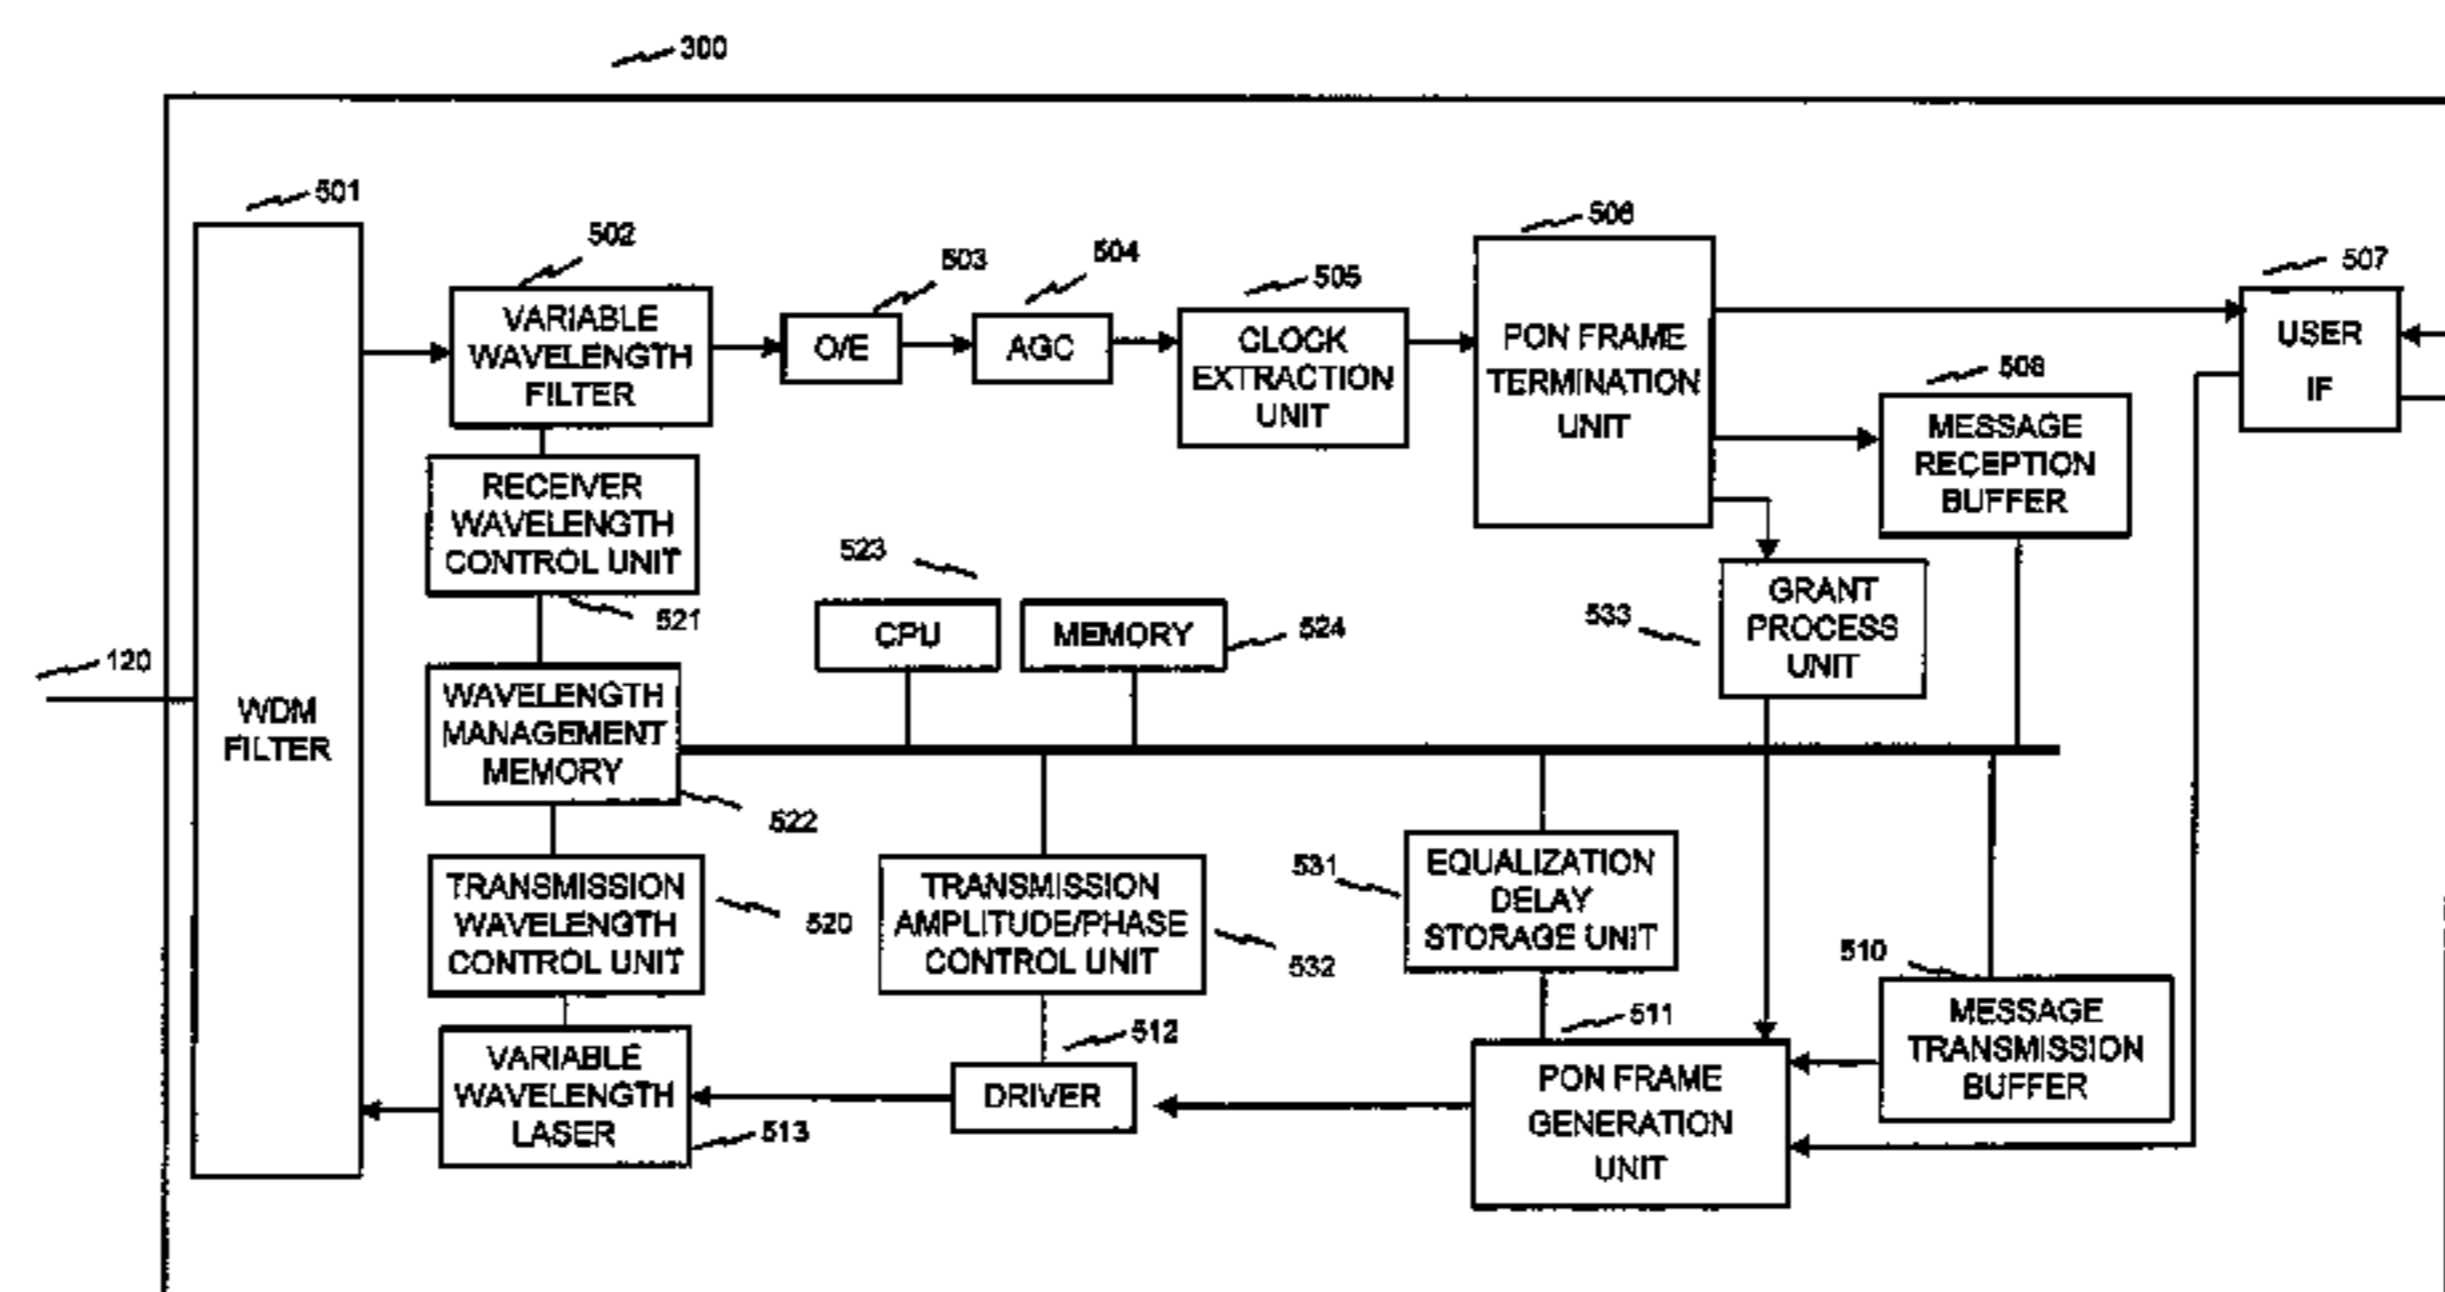 300
501
502
503
504
505
506
507
508
VARIABLE
WAVELENGTH
FILTER
O/E
AGC
CLOCK
EXTRACTION
UNIT
PON FRAME
TERMINATION
UNIT
USER
IF
MESSAGE
RECEPTION
BUFFER
RECEIVER
WAVELENGTH
CONTROL UNIT
521
523
CPU
MEMORY
524
533
GRANT
PROCESS
UNIT
120
WDM
FILTER
WAVELENGTH
MANAGEMENT
MEMORY
522
TRANSMISSION
WAVELENGTH
CONTROL UNIT
520
TRANSMISSION
AMPLITUDE/PHASE
CONTROL UNIT
532
531
EQUALIZATION
DELAY
STORAGE UNIT
510
MESSAGE
TRANSMISSION
BUFFER
511
512
VARIABLE
WAVELENGTH
LASER
513
DRIVER
PON FRAME
GENERATION
UNIT